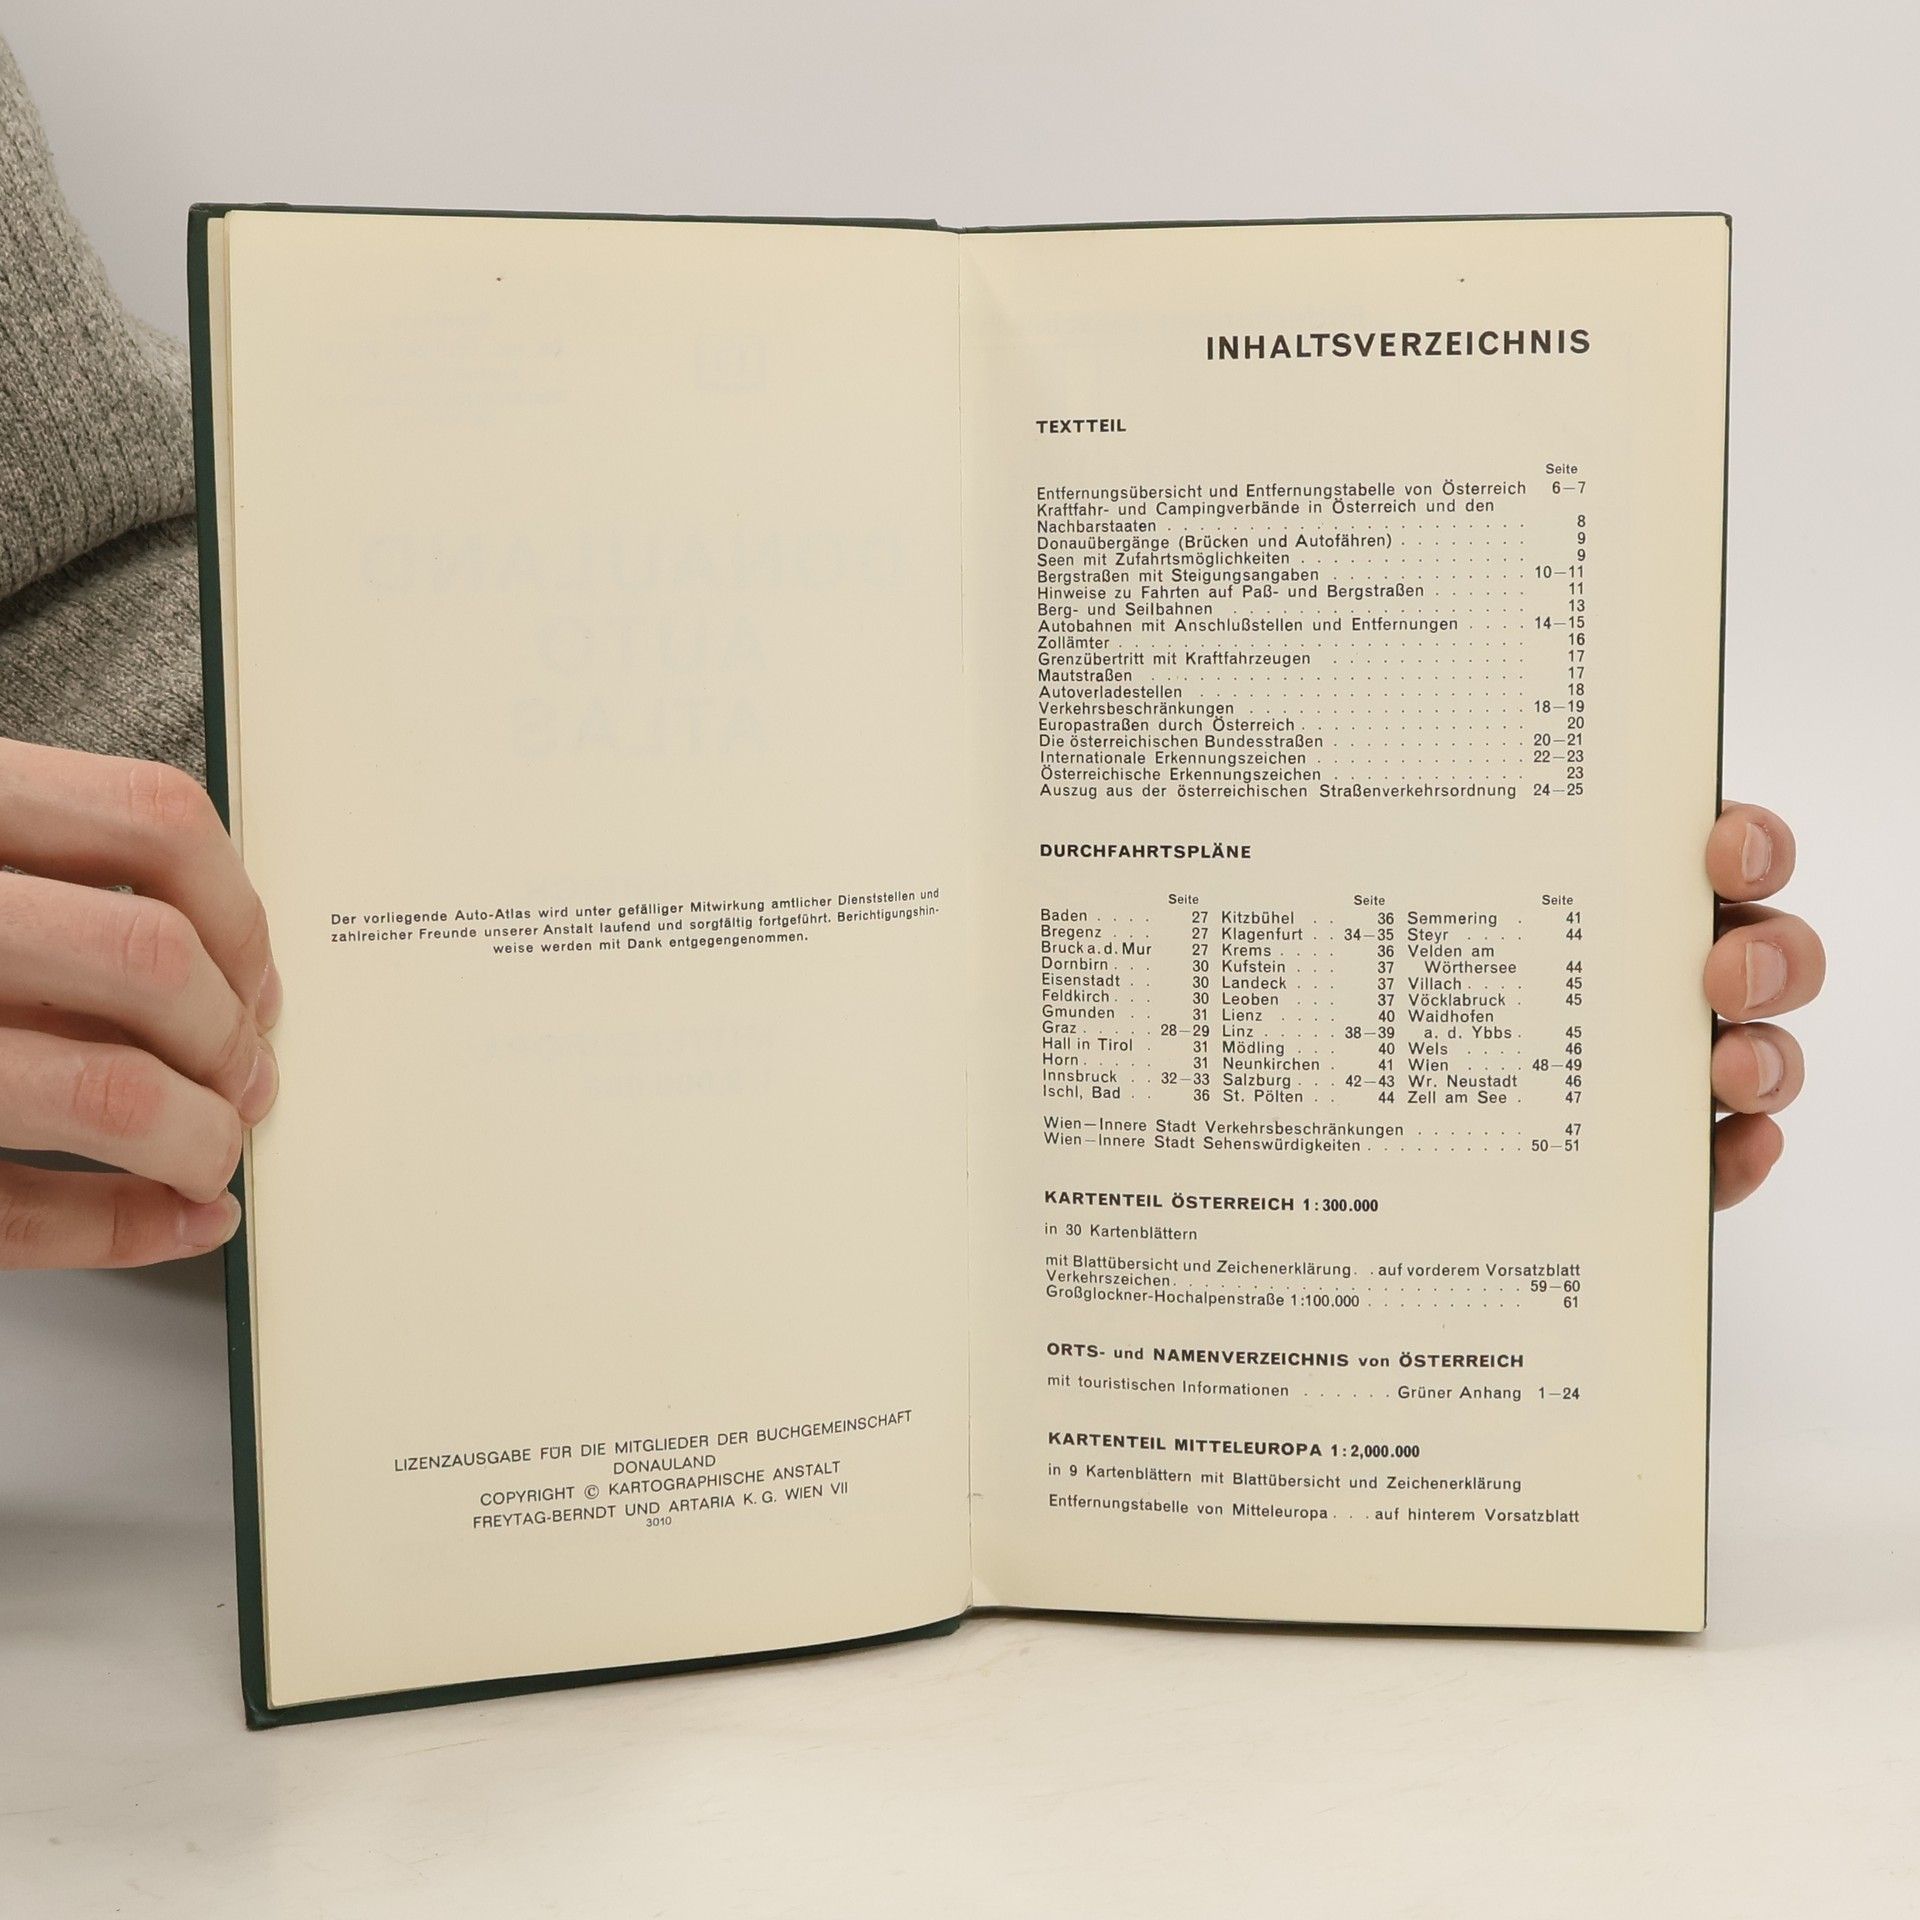 Der vorliegende Auto-Atlas wird unter gefälliger Mitwirkung amtlicher Dienststellen und
zahlreicher Freunde unserer Anstalt laufend und sorgfältig fortgeführt. Berichtigungshin-
weise werden mit Dank entgegengenommen.
LIZENZAUSGABE FÜR DIE MITGLIEDER DER BUCHGEMEINSCHAFT
DONAULAND
COPYRIGHT © KARTOGRAPHISCHE ANSTALT
FREYTAG-BERNDT UND ARTARIA K. G. WIEN VII
3010
INHALTSVERZEICHNIS
TEXTTEIL
Seite
Entfernungsübersicht und Entfernungstabelle von Österreich 6—7
Kraftfahr- und Campingverbände in Österreich und den
Nachbarstaaten . . . . . . . . . . . . . . . . . . . . . . 8
Donauübergänge (Brücken und Autofähren) . . . . . . . . 9
Seen mit Zufahrtsmöglichkeiten . . . . . . . . . . . . . . 9
Bergstraßen mit Steigungsangaben . . . . . . . . . . . . 10—11
Hinweise zu Fahrten auf Paß- und Bergstraßen . . . . . . 11
Berg- und Seilbahnen . . . . . . . . . . . . . . . . . . 13
Autobahnen mit Anschlußstellen und Entfernungen . . . . 14—15
Zollämter . . . . . . . . . . . . . . . . . . . . . . . . . 16
Grenzübertritt mit Kraftfahrzeugen . . . . . . . . . . . . 17
Mautstraßen . . . . . . . . . . . . . . . . . . . . . . . 17
Autoverladestellen . . . . . . . . . . . . . . . . . . . . 18
Verkehrsbeschränkungen . . . . . . . . . . . . . . . . . 18—19
Europastraßen durch Österreich . . . . . . . . . . . . . . 20
Die österreichischen Bundesstraßen . . . . . . . . . . . . 20—21
Internationale Erkennungszeichen . . . . . . . . . . . . . 22—23
Österreichische Erkennungszeichen . . . . . . . . . . . . 23
Auszug aus der österreichischen Straßenverkehrsordnung 24—25
DURCHFAHRTSPLÄNE
Seite Seite Seite
Baden . . . . 27 Kitzbühel . . 36 Semmering . 41
Bregenz . . . 27 Klagenfurt . . 34—35 Steyr . . . . 44
Bruck a. d. Mur 27 Krems . . . . 36 Velden am
Dornbirn . . . 30 Kufstein . . . 37 Wörthersee 44
Eisenstadt . . 30 Landeck . . . 37 Villach . . . . 45
Feldkirch . . . 30 Leoben . . . 37 Vöcklabruck . 45
Gmunden . . 31 Lienz . . . . 40 Waidhofen
Graz . . . . . 28—29 Linz . . . . . 38—39 a. d. Ybbs . 45
Hall in Tirol . 31 Mödling . . . 40 Wels . . . . 46
Horn . . . . . 31 Neunkirchen . 41 Wien . . . . 48—49
Innsbruck . . 32—33 Salzburg . . . 42—43 Wr. Neustadt 46
Ischl, Bad . . 36 St. Pölten . . 44 Zell am See . 47
Wien—Innere Stadt Verkehrsbeschränkungen . . . . . . . 47
Wien—Innere Stadt Sehenswürdigkeiten . . . . . . . . . . 50—51
KARTENTEIL ÖSTERREICH 1 : 300.000
in 30 Kartenblättern
mit Blattübersicht und Zeichenerklärung . . auf vorderem Vorsatzblatt
Verkehrszeichen . . . . . . . . . . . . . . . . . . . . . . 59—60
Großglockner-Hochalpenstraße 1 :100.000 . . . . . . . . . . 61
ORTS- und NAMENVERZEICHNIS von ÖSTERREICH
mit touristischen Informationen . . . . . . Grüner Anhang 1—24
KARTENTEIL MITTELEUROPA 1 : 2,000.000
in 9 Kartenblättern mit Blattübersicht und Zeichenerklärung
Entfernungstabelle von Mitteleuropa . . . auf hinterem Vorsatzblatt